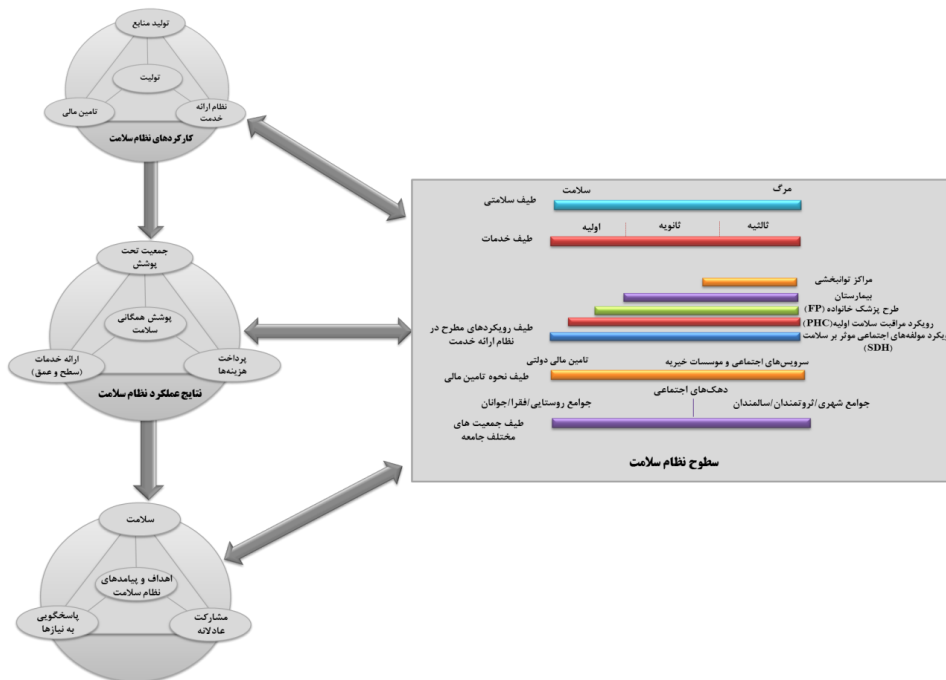 تولید منابع
تولیت
تامین مالی
نظام ارائه
خدمت
کارکردهای نظام سلامت
جمعیت تحت
پوشش
پوشش همگانی
سلامت
ارائه خدمات
(سطح و عمق)
پرداخت
هزینه‌ها
نتایج عملکرد نظام سلامت
سلامت
اهداف و پیامدهای
نظام سلامت
پاسخگویی
به نیازها
مشارکت
عادلانه
مرگ
سلامت
طیف سلامتی
ثالثیه
ثانویه
اولیه
طیف خدمات
مراکز توانبخشی
بیمارستان
طرح پزشک خانواده (FP)
رویکرد مراقبت سلامت اولیه(PHC)
رویکرد مولفه‌های اجتماعی موثر بر سلامت
(SDH)
طیف رویکردهای مطرح در
نظام ارائه خدمت
سرویس‌های اجتماعی و موسسات خیریه
تامین مالی دولتی
طیف نحوه تامین مالی
دهک‌های اجتماعی
جوامع شهری/ثروتمندان/سالمندان
جوامع روستایی/فقرا/جوانان
طیف جمعیت های
مختلف جامعه
سطوح نظام سلامت